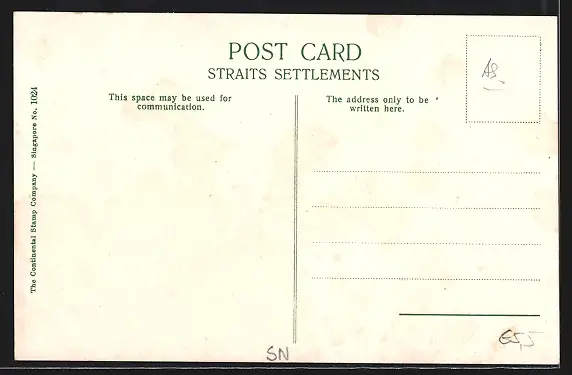 POST CARD
STRAITS SETTLEMENTS
This space may be used for
communication.
The address only to be
written here.
The Continental Stamp Company — Singapore No. 1024
SN